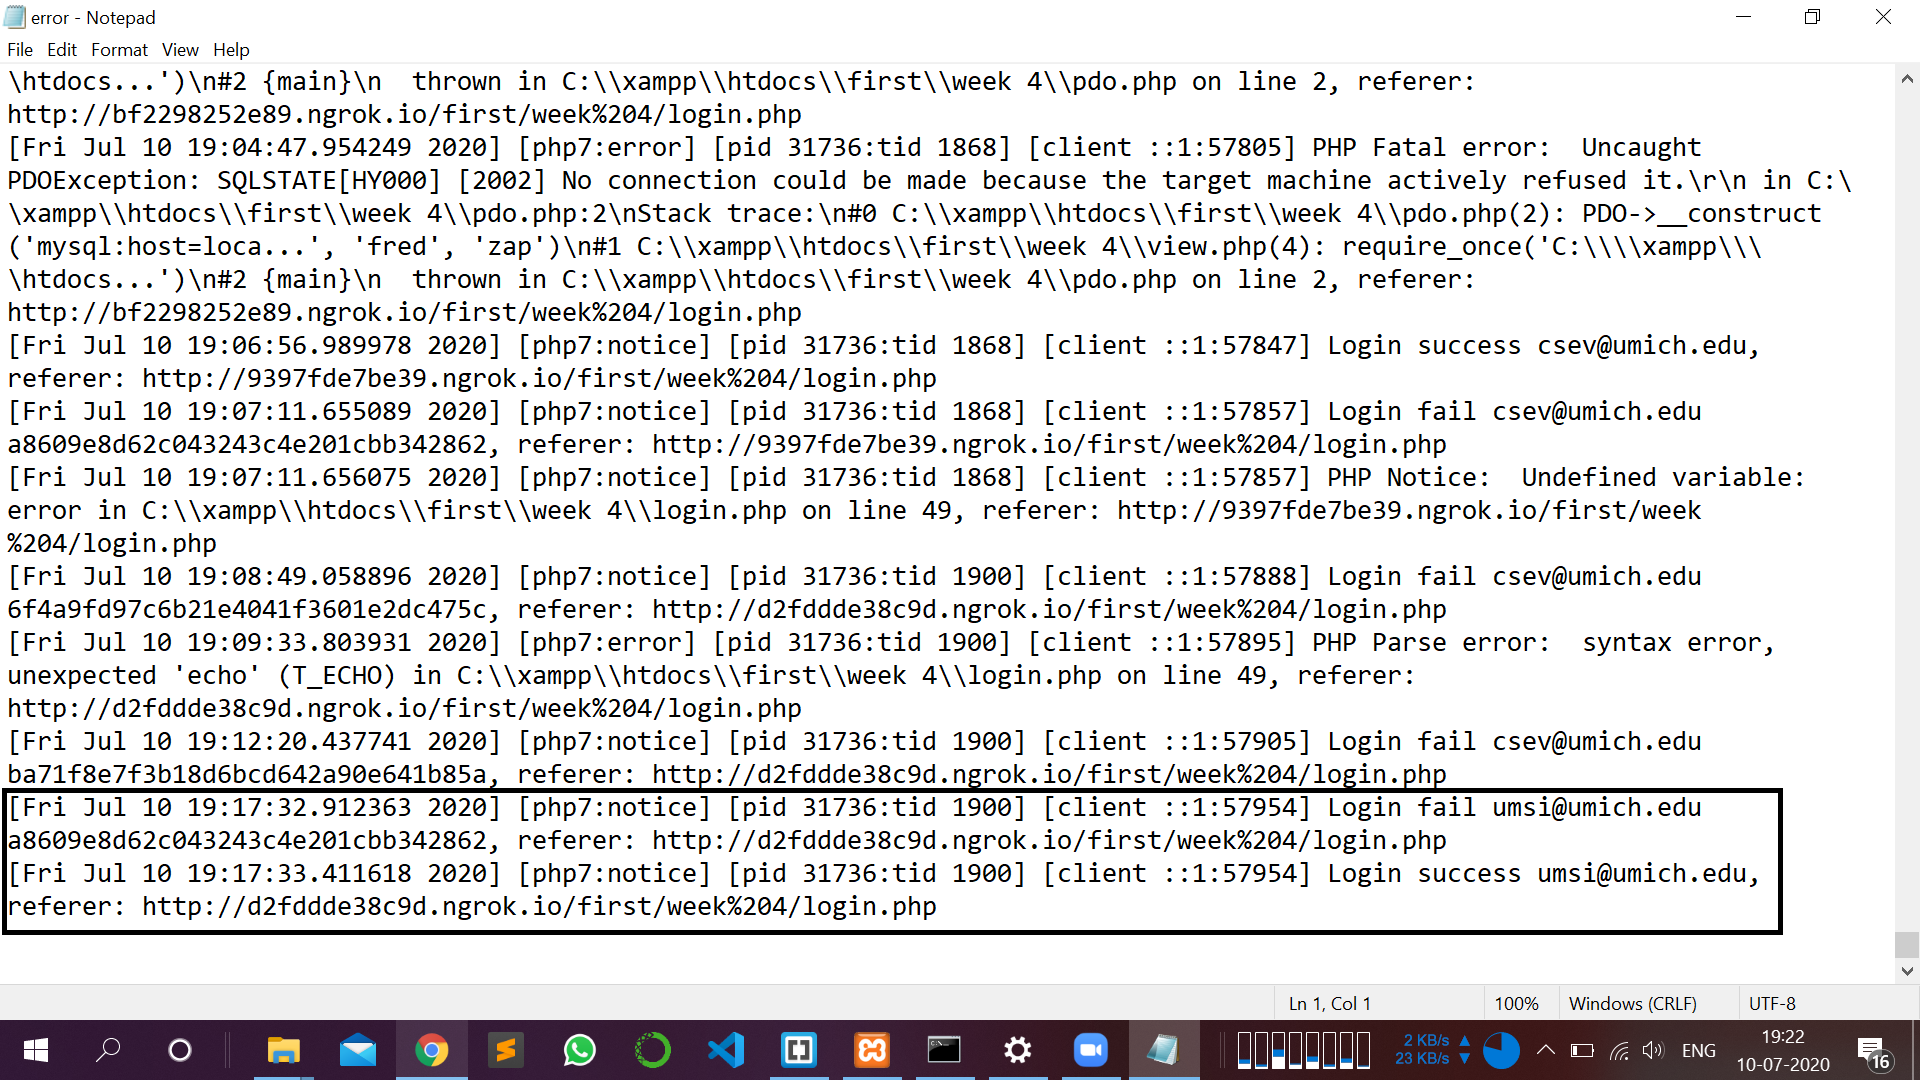 error - Notepad
File Edit Format View Help
\htdocs...')\n#2 {main}\n  thrown in C:\\xampp\\htdocs\\first\\week 4\\pdo.php on line 2, referer:
http://bf2298252e89.ngrok.io/first/week%204/login.php
[Fri Jul 10 19:04:47.954249 2020] [php7:error] [pid 31736:tid 1868] [client ::1:57805] PHP Fatal error:  Uncaught
PDOException: SQLSTATE[HY000] [2002] No connection could be made because the target machine actively refused it.\r\n in C:\
\xampp\\htdocs\\first\\week 4\\pdo.php:2\nStack trace:\n#0 C:\\xampp\\htdocs\\first\\week 4\\pdo.php(2): PDO->__construct
('mysql:host=loca...', 'fred', 'zap')\n#1 C:\\xampp\\htdocs\\first\\week 4\\view.php(4): require_once('C:\\\\xampp\\\
\htdocs...')\n#2 {main}\n  thrown in C:\\xampp\\htdocs\\first\\week 4\\pdo.php on line 2, referer:
http://bf2298252e89.ngrok.io/first/week%204/login.php
[Fri Jul 10 19:06:56.989978 2020] [php7:notice] [pid 31736:tid 1868] [client ::1:57847] Login success csev@umich.edu,
referer: http://9397fde7be39.ngrok.io/first/week%204/login.php
[Fri Jul 10 19:07:11.655089 2020] [php7:notice] [pid 31736:tid 1868] [client ::1:57857] Login fail csev@umich.edu
a8609e8d62c043243c4e201cbb342862, referer: http://9397fde7be39.ngrok.io/first/week%204/login.php
[Fri Jul 10 19:07:11.656075 2020] [php7:notice] [pid 31736:tid 1868] [client ::1:57857] PHP Notice:  Undefined variable:
error in C:\\xampp\\htdocs\\first\\week 4\\login.php on line 49, referer: http://9397fde7be39.ngrok.io/first/week
%204/login.php
[Fri Jul 10 19:08:49.058896 2020] [php7:notice] [pid 31736:tid 1900] [client ::1:57888] Login fail csev@umich.edu
6f4a9fd97c6b21e4041f3601e2dc475c, referer: http://d2fddde38c9d.ngrok.io/first/week%204/login.php
[Fri Jul 10 19:09:33.803931 2020] [php7:error] [pid 31736:tid 1900] [client ::1:57895] PHP Parse error:  syntax error,
unexpected 'echo' (T_ECHO) in C:\\xampp\\htdocs\\first\\week 4\\login.php on line 49, referer:
http://d2fddde38c9d.ngrok.io/first/week%204/login.php
[Fri Jul 10 19:12:20.437741 2020] [php7:notice] [pid 31736:tid 1900] [client ::1:57905] Login fail csev@umich.edu
ba71f8e7f3b18d6bcd642a90e641b85a, referer: http://d2fddde38c9d.ngrok.io/first/week%204/login.php
[Fri Jul 10 19:17:32.912363 2020] [php7:notice] [pid 31736:tid 1900] [client ::1:57954] Login fail umsi@umich.edu
a8609e8d62c043243c4e201cbb342862, referer: http://d2fddde38c9d.ngrok.io/first/week%204/login.php
[Fri Jul 10 19:17:33.411618 2020] [php7:notice] [pid 31736:tid 1900] [client ::1:57954] Login success umsi@umich.edu,
referer: http://d2fddde38c9d.ngrok.io/first/week%204/login.php
Ln 1, Col 1 100% Windows (CRLF) UTF-8
2 KB/s
23 KB/s
ENG
19:22
10-07-2020
16